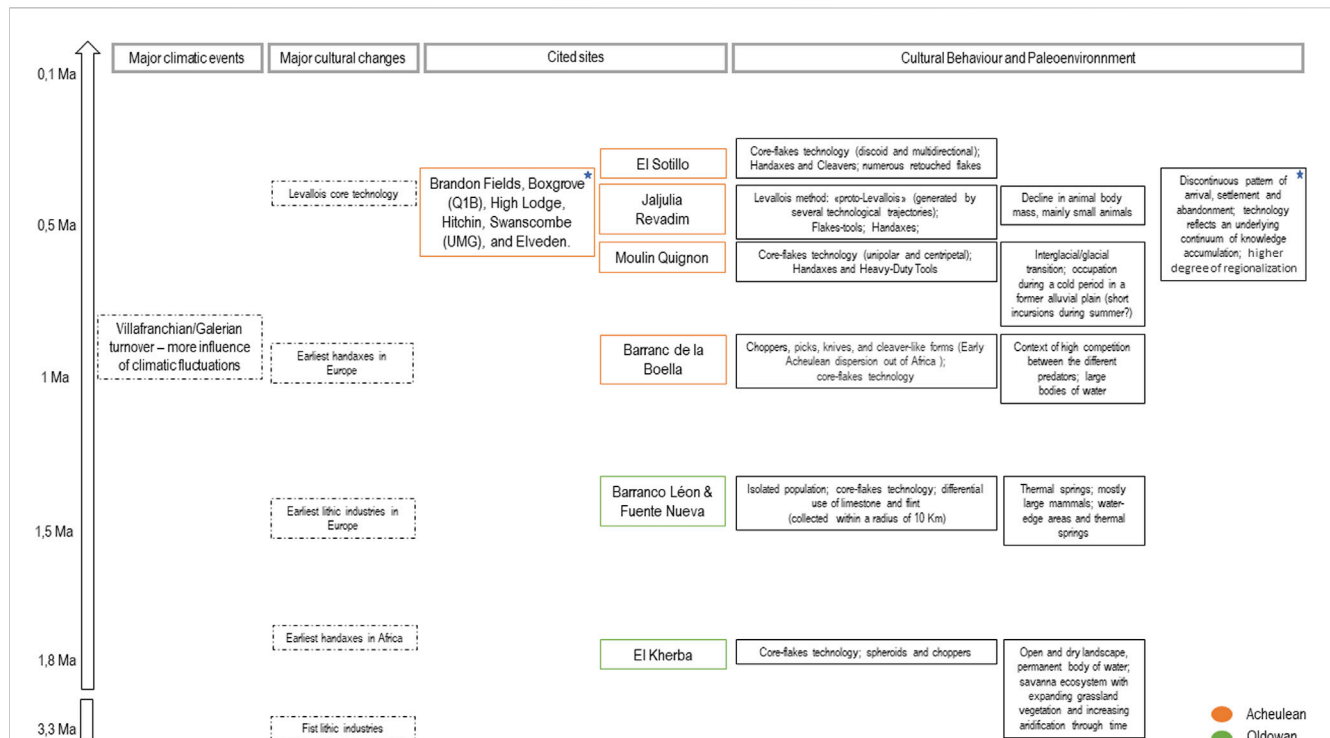 Major climatic events
Major cultural changes
Cited sites
Cultural Behaviour and Paleoenvironnment
0,1 Ma
0,5 Ma
1 Ma
1,5 Ma
1,8 Ma
3,3 Ma
Villafranchian/Galerian
turnover – more influence
of climatic fluctuations
Levallois core technology
Earliest handaxes in
Europe
Earliest lithic industries in
Europe
Earliest handaxes in Africa
Fist lithic industries
Brandon Fields, Boxgrove
(Q1B), High Lodge,
Hitchin, Swanscombe
(UMG), and Elveden.
El Sotillo
Jaljulia
Revadim
Moulin Quignon
Barranc de la
Boella
Barranco Léon &
Fuente Nueva
El Kherba
Core-flakes technology (discoid and multidirectional);
Handaxes and Cleavers; numerous retouched flakes
Levallois method: «proto-Levallois» (generated by
several technological trajectories);
Flakes-tools; Handaxes;
Core-flakes technology (unipolar and centripetal);
Handaxes and Heavy-Duty Tools
Choppers, picks, knives, and cleaver-like forms (Early
Acheulean dispersion out of Africa );
core-flakes technology
Isolated population; core-flakes technology; differential
use of limestone and flint
(collected within a radius of 10 Km)
Core-flakes technology; spheroids and choppers
Decline in animal body
mass, mainly small animals
Interglacial/glacial
transition; occupation
during a cold period in a
former alluvial plain (short
incursions during summer?)
Context of high competition
between the different
predators; large
bodies of water
Thermal springs; mostly
large mammals; water-
edge areas and thermal
springs
Open and dry landscape,
permanent body of water;
savanna ecosystem with
expanding grassland
vegetation and increasing
aridification through time
Discontinuous pattern of
arrival, settlement and
abandonment; technology
reflects an underlying
continuum of knowledge
accumulation; higher
degree of regionalization
Acheulean
Oldowan